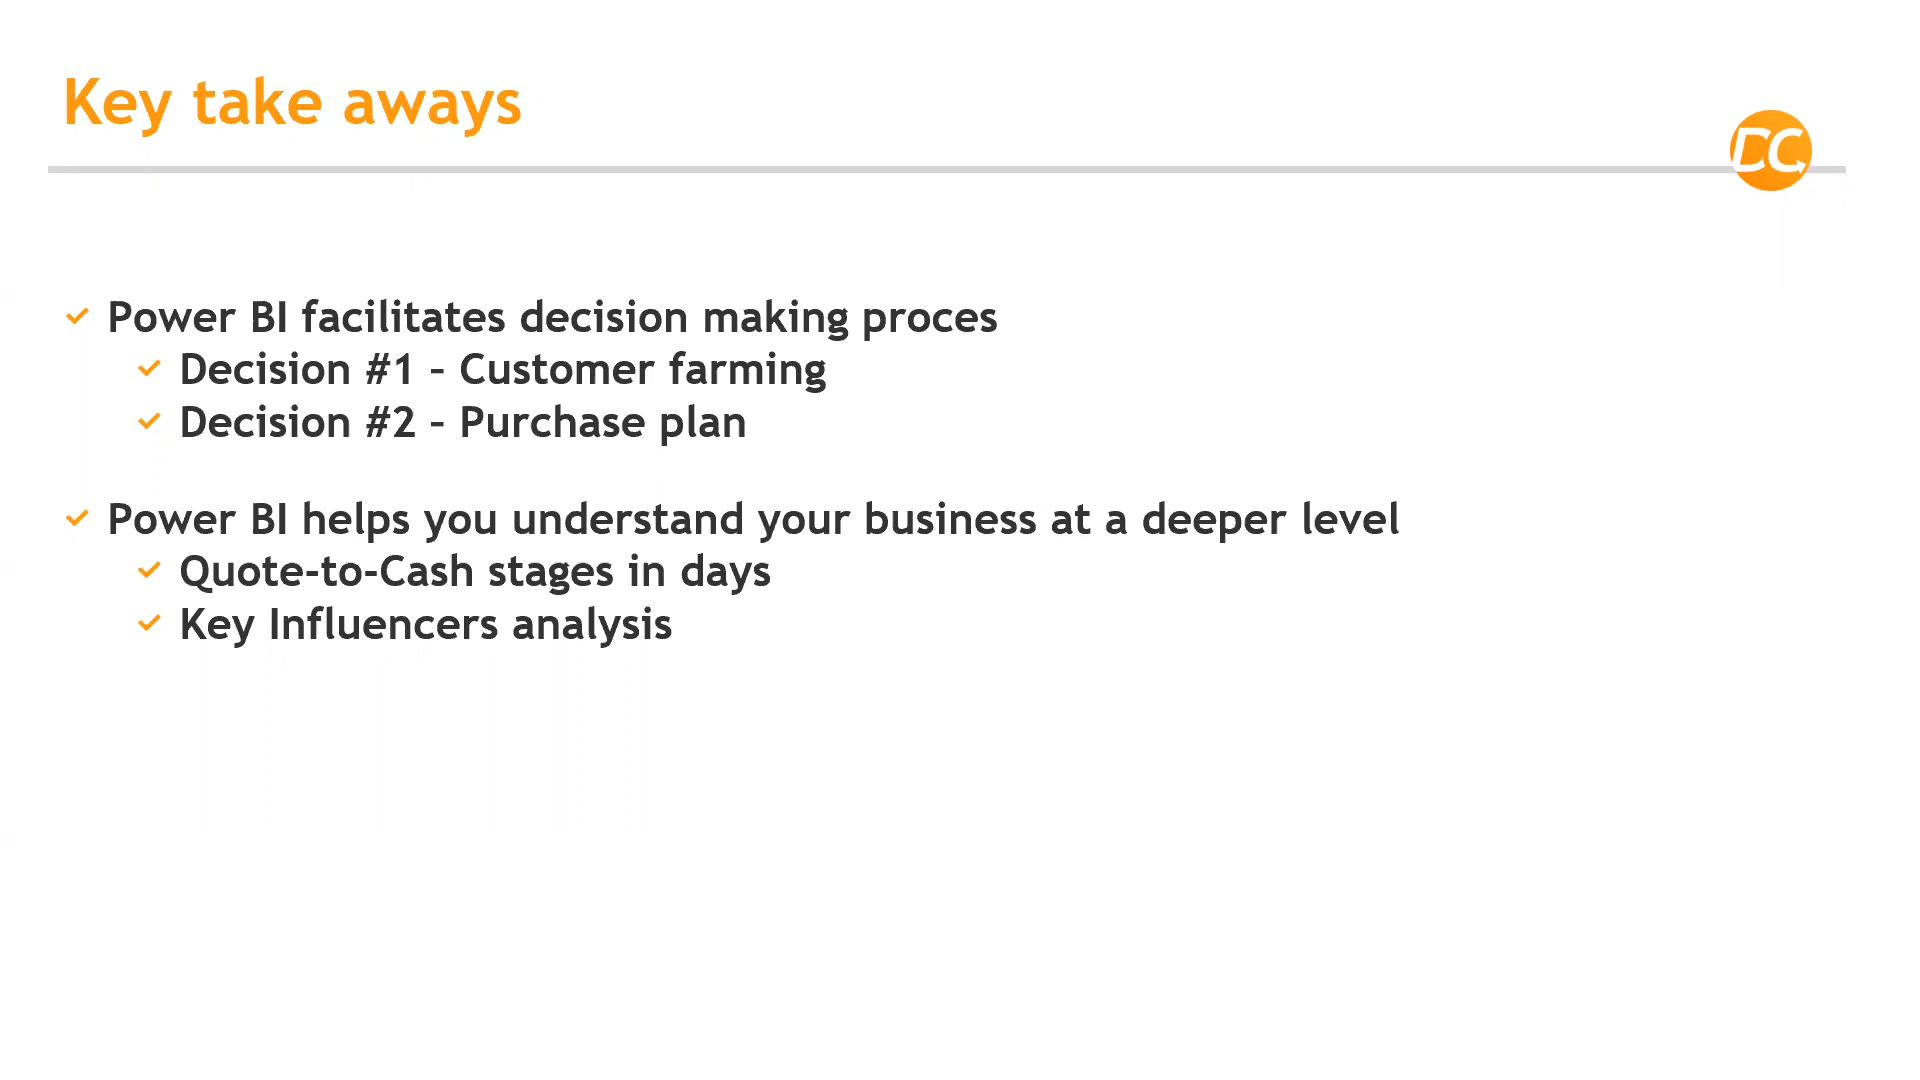 Key take aways
DC
Power BI facilitates decision making proces
Decision #1 – Customer farming
Decision #2 – Purchase plan
Power BI helps you understand your business at a deeper level
Quote-to-Cash stages in days
Key Influencers analysis